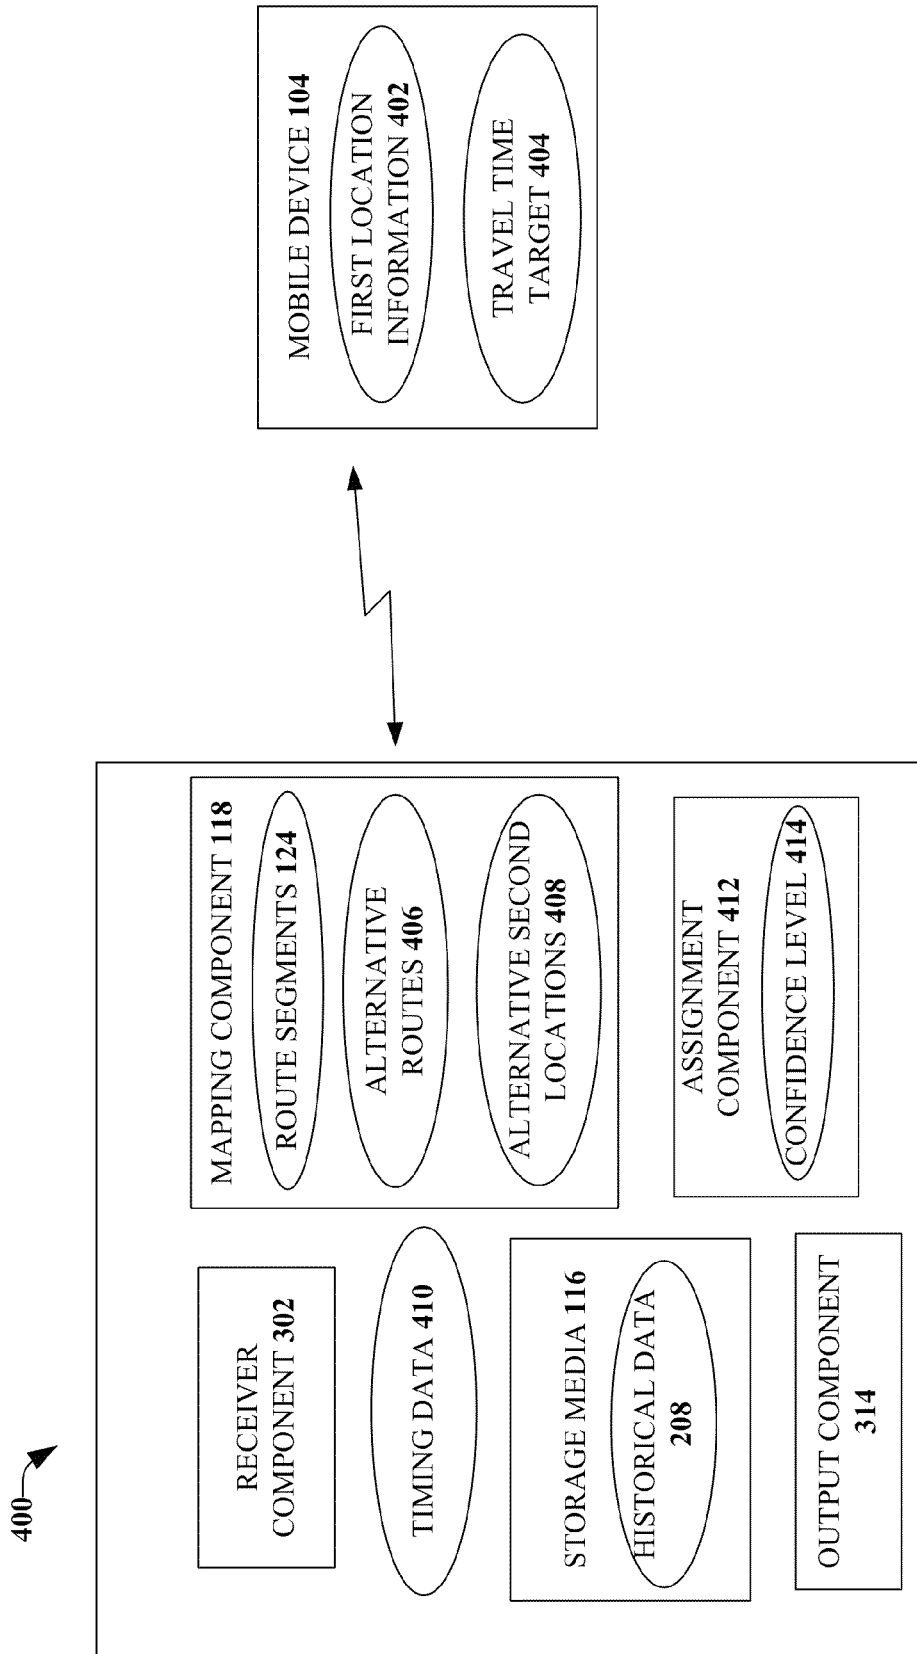 400
RECEIVER
COMPONENT 302
TIMING DATA 410
STORAGE MEDIA 116
HISTORICAL DATA
208
OUTPUT COMPONENT
314
MAPPING COMPONENT 118
ROUTE SEGMENTS 124
ALTERNATIVE
ROUTES 406
ALTERNATIVE SECOND
LOCATIONS 408
ASSIGNMENT
COMPONENT 412
CONFIDENCE LEVEL 414
MOBILE DEVICE 104
FIRST LOCATION
INFORMATION 402
TRAVEL TIME
TARGET 404